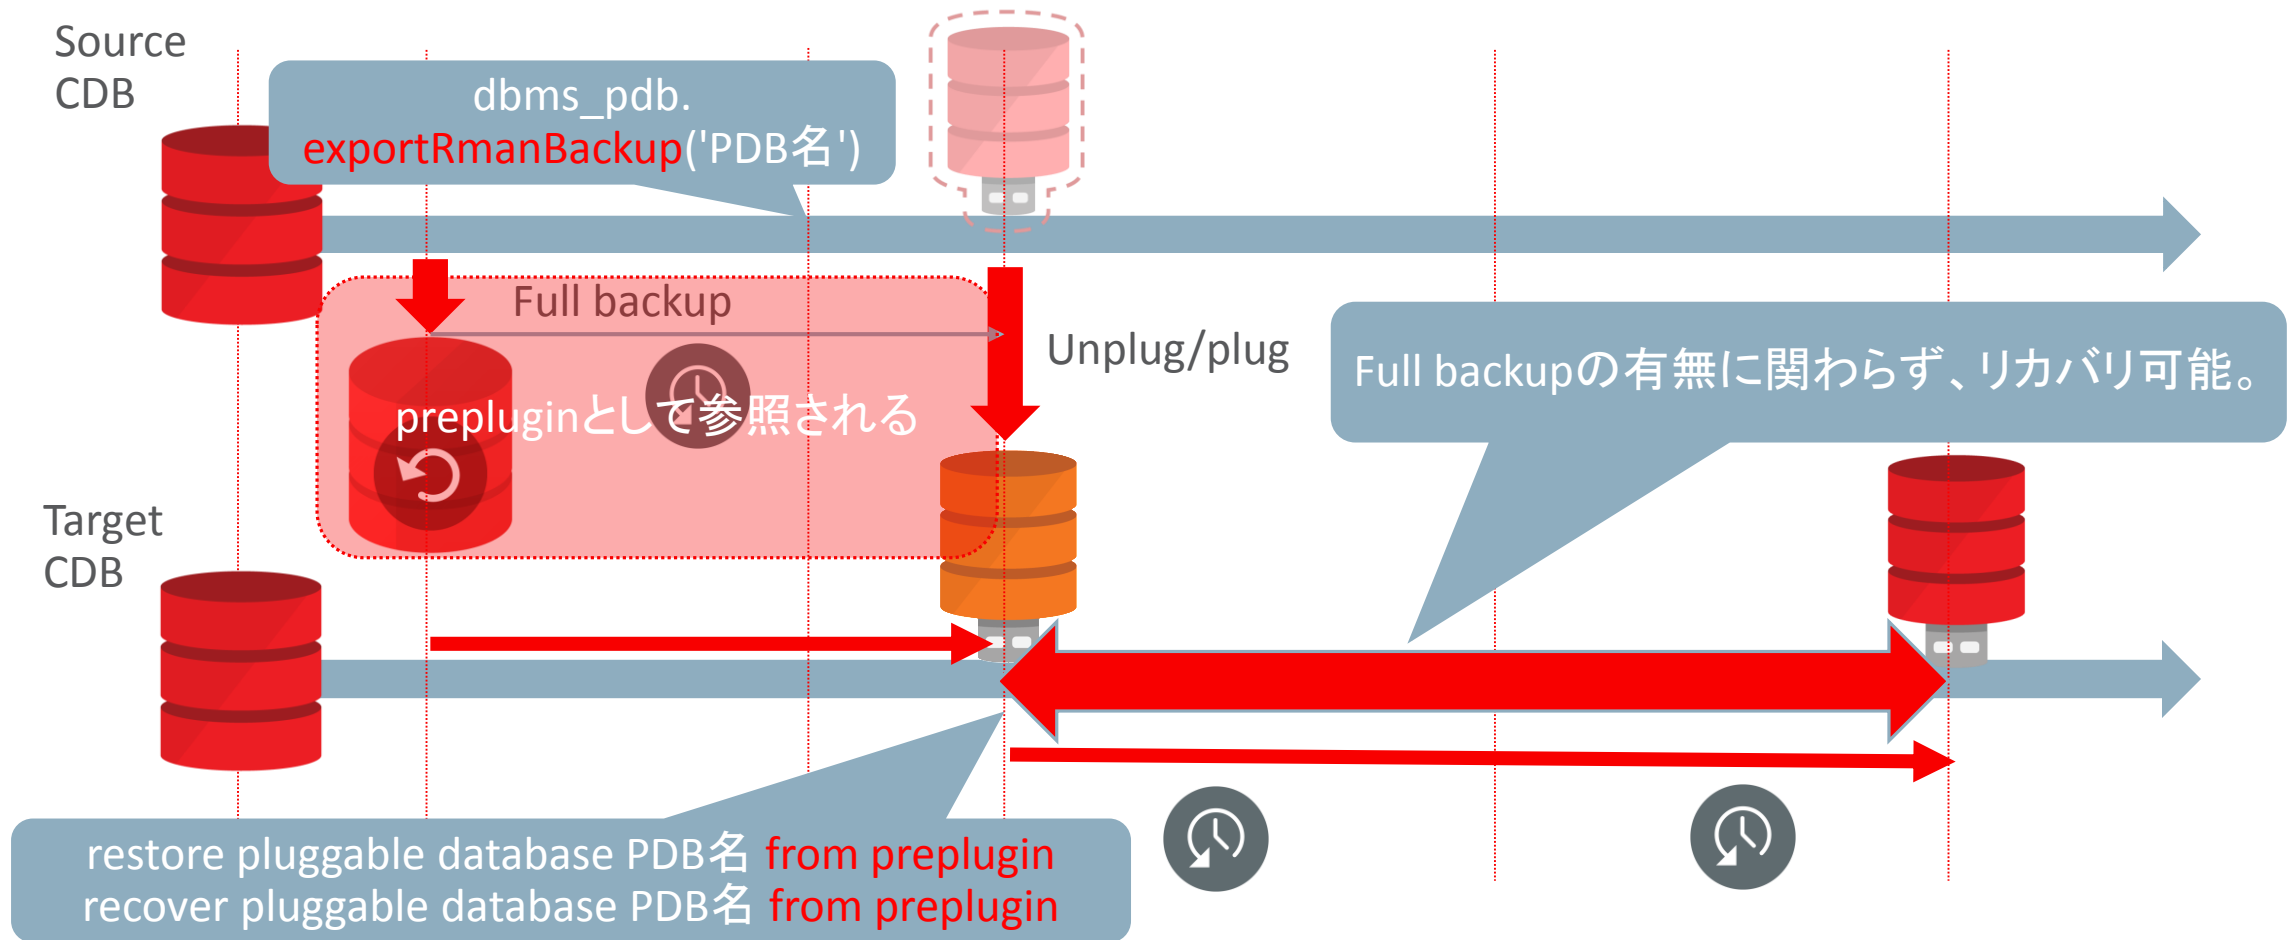 Source
CDB
dbms_pdb.
exportRmanBackup('PDB名')
Full backup
Unplug/plug
Full backupの有無に関わらず、リカバリ可能。
prepluginとして参照される
Target
CDB
restore pluggable database PDB名 from preplugin
recover pluggable database PDB名 from preplugin